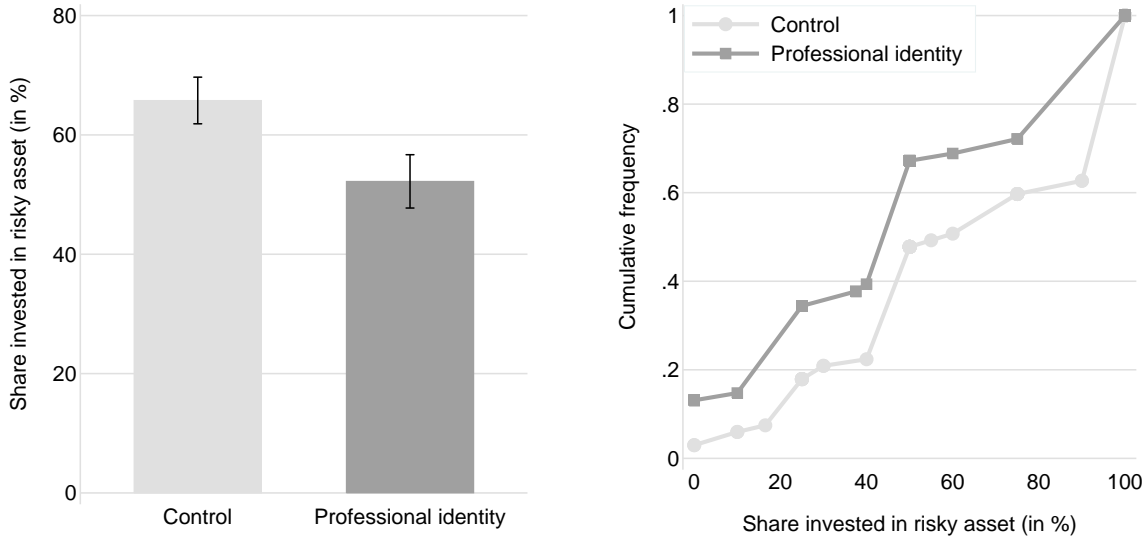 Share invested in risky asset (in %)
80
60
40
20
0
Control
Professional identity
Control
Professional identity
Cumulative frequency
1
.8
.6
.4
.2
0
0 20 40 60 80 100
Share invested in risky asset (in %)